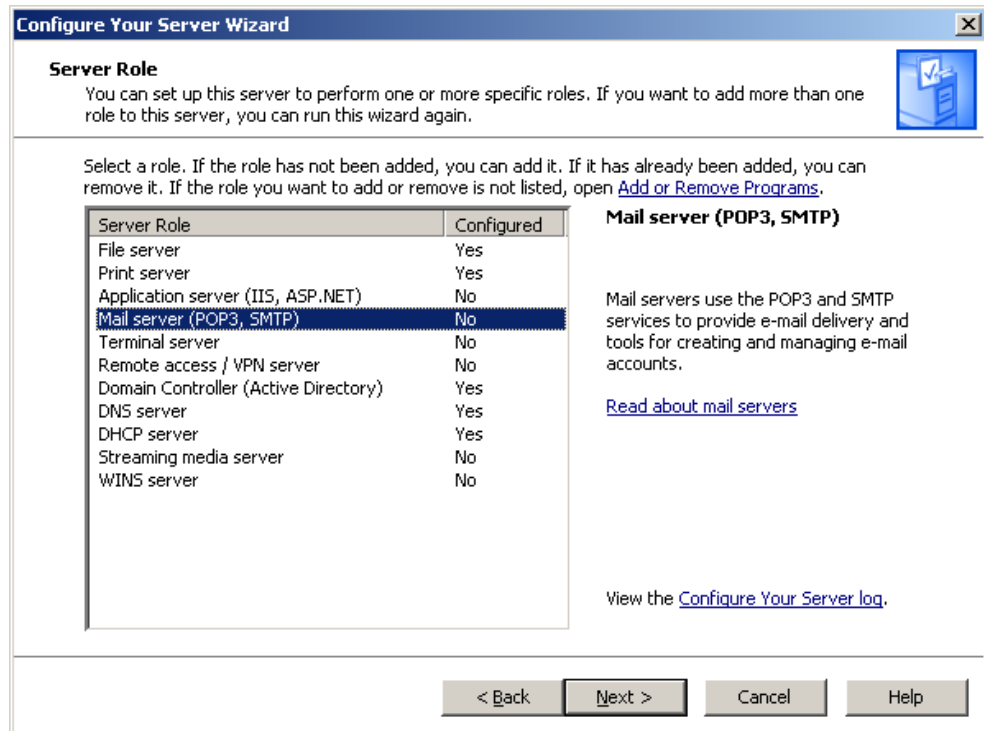 Configure Your Server Wizard
Server Role
You can set up this server to perform one or more specific roles. If you want to add more than one
role to this server, you can run this wizard again.
Select a role. If the role has not been added, you can add it. If it has already been added, you can
remove it. If the role you want to add or remove is not listed, open Add or Remove Programs.
Server Role Configured
File server Yes
Print server Yes
Application server (IIS, ASP.NET) No
Mail server (POP3, SMTP) No
Terminal server No
Remote access / VPN server No
Domain Controller (Active Directory) Yes
DNS server Yes
DHCP server Yes
Streaming media server No
WINS server No
Mail server (POP3, SMTP)
Mail servers use the POP3 and SMTP
services to provide e-mail delivery and
tools for creating and managing e-mail
accounts.
Read about mail servers
View the Configure Your Server log.
< Back Next > Cancel Help